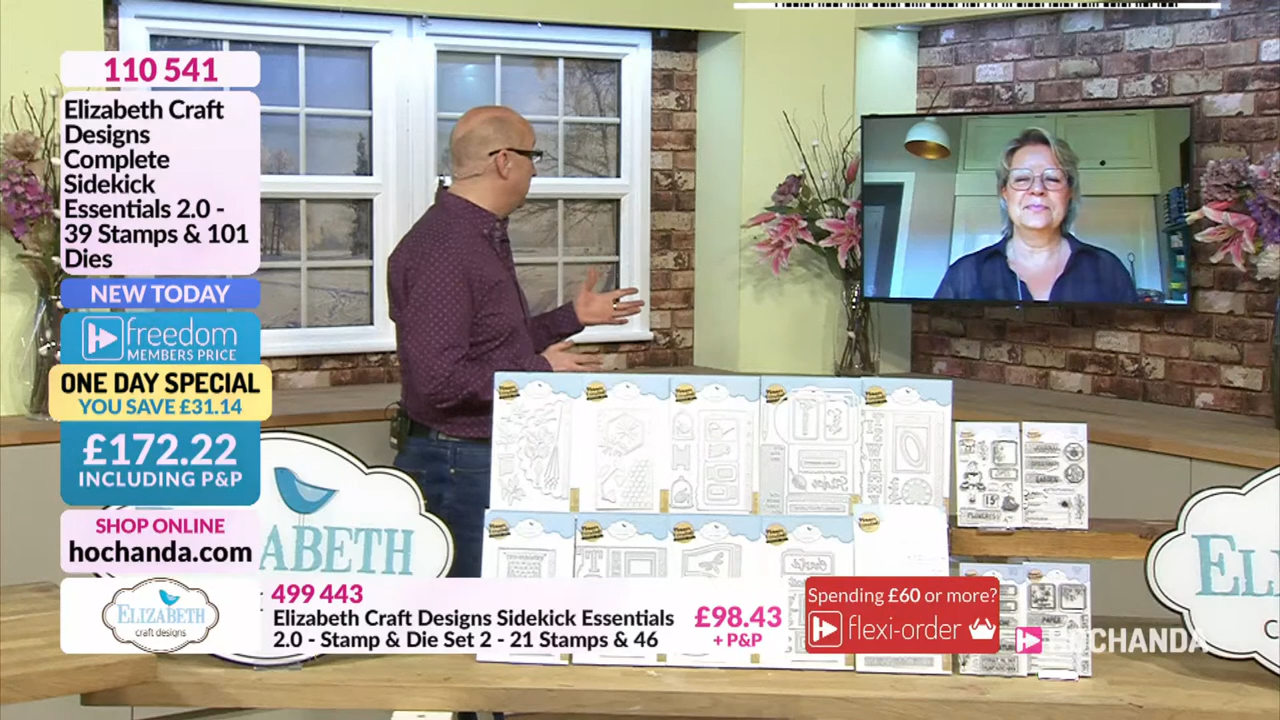 110 541
Elizabeth Craft
Designs
Complete
Sidekick
Essentials 2.0 -
39 Stamps & 101
Dies
NEW TODAY
freedom
MEMBERS PRICE
ONE DAY SPECIAL
YOU SAVE £31.14
£172.22
INCLUDING P&P
SHOP ONLINE
hochanda.com
ABETH
EL
ELIZABETH
craft designs
499 443
Elizabeth Craft Designs Sidekick Essentials
2.0 - Stamp & Die Set 2 - 21 Stamps & 46
£98.43
+ P&P
Spending £60 or more?
flexi-order
HOCHANDA